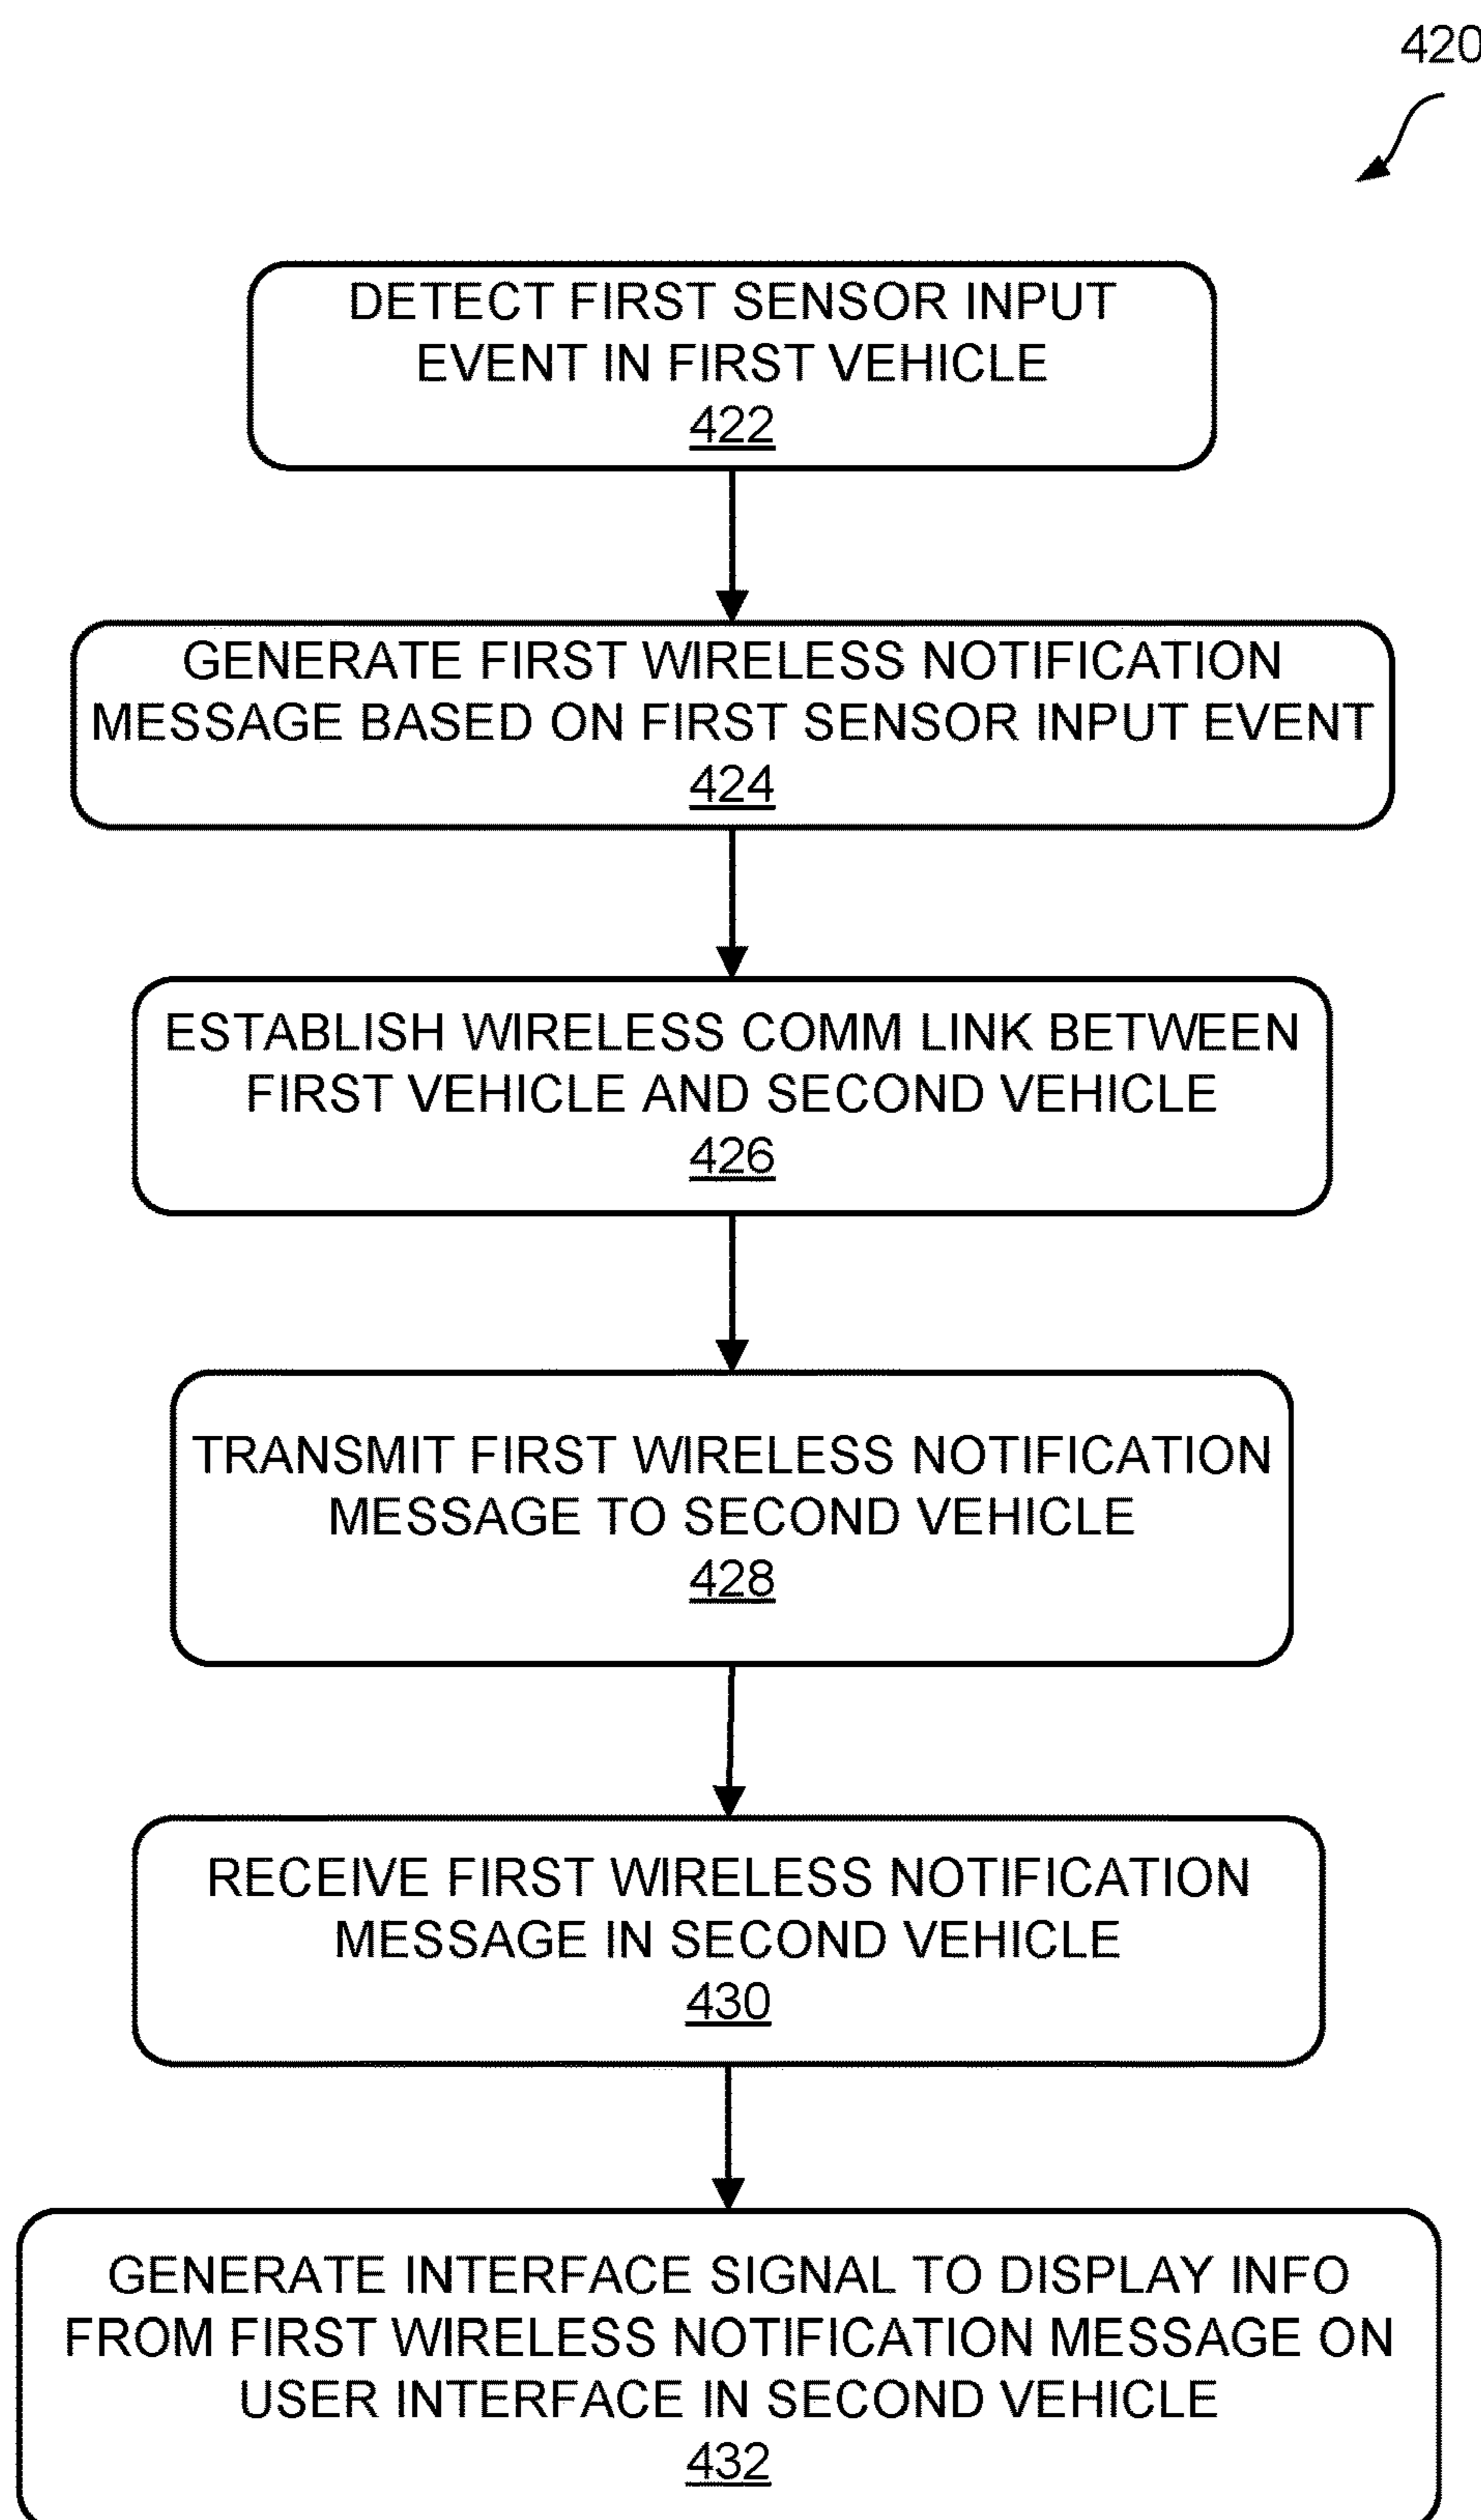 420
DETECT FIRST SENSOR INPUT
EVENT IN FIRST VEHICLE
422
GENERATE FIRST WIRELESS NOTIFICATION
MESSAGE BASED ON FIRST SENSOR INPUT EVENT
424
ESTABLISH WIRELESS COMM LINK BETWEEN
FIRST VEHICLE AND SECOND VEHICLE
426
TRANSMIT FIRST WIRELESS NOTIFICATION
MESSAGE TO SECOND VEHICLE
428
RECEIVE FIRST WIRELESS NOTIFICATION
MESSAGE IN SECOND VEHICLE
430
GENERATE INTERFACE SIGNAL TO DISPLAY INFO
FROM FIRST WIRELESS NOTIFICATION MESSAGE ON
USER INTERFACE IN SECOND VEHICLE
432